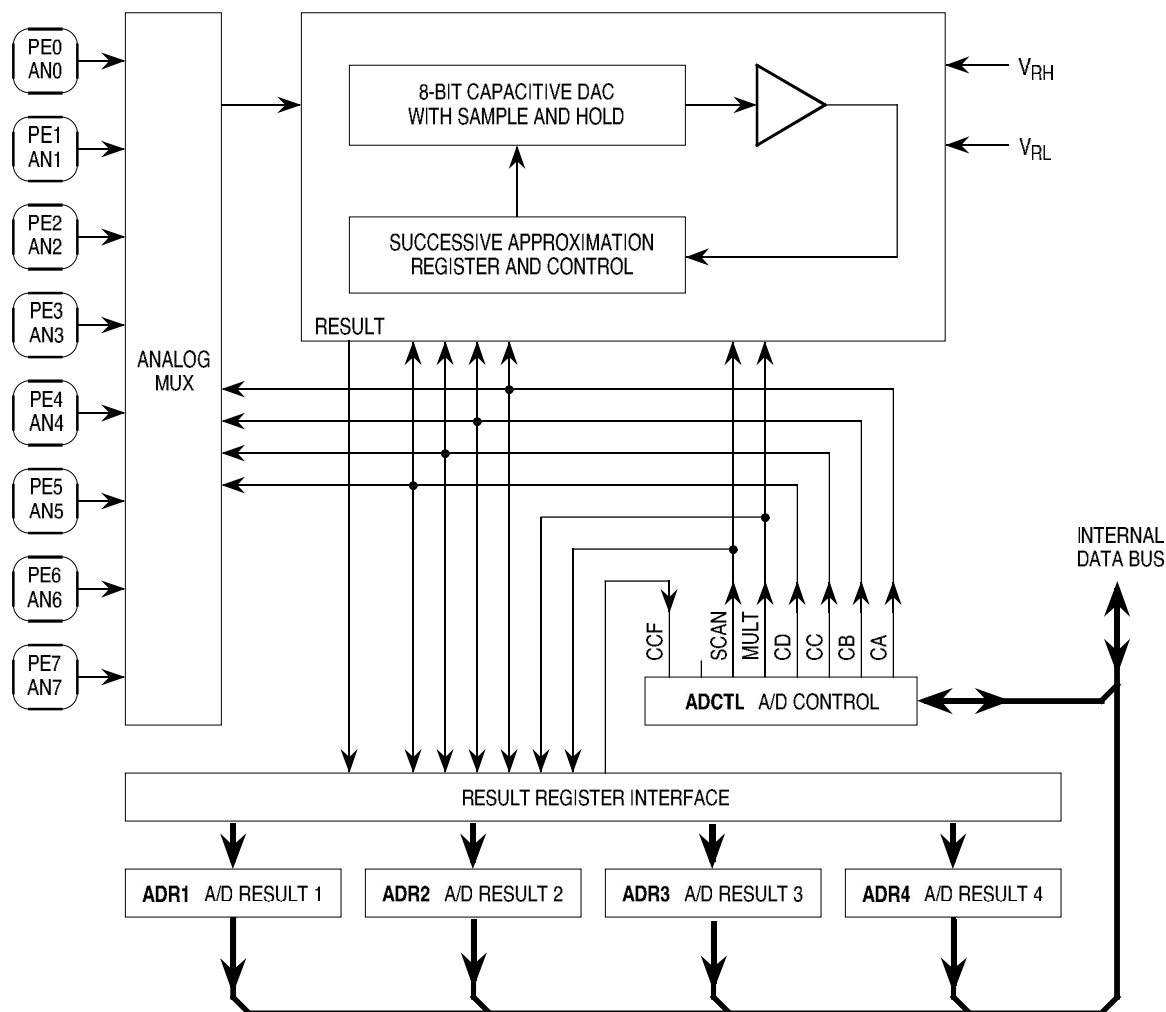 PE0
AN0
PE1
AN1
PE2
AN2
PE3
AN3
PE4
AN4
PE5
AN5
PE6
AN6
PE7
AN7
ANALOG
MUX
8-BIT CAPACITIVE DAC
WITH SAMPLE AND HOLD
SUCCESSIVE APPROXIMATION
REGISTER AND CONTROL
RESULT
VRH
VRL
INTERNAL
DATA BUS
CCF
SCAN
MULT
CD
CC
CB
CA
ADCTL A/D CONTROL
RESULT REGISTER INTERFACE
ADR1 A/D RESULT 1
ADR2 A/D RESULT 2
ADR3 A/D RESULT 3
ADR4 A/D RESULT 4